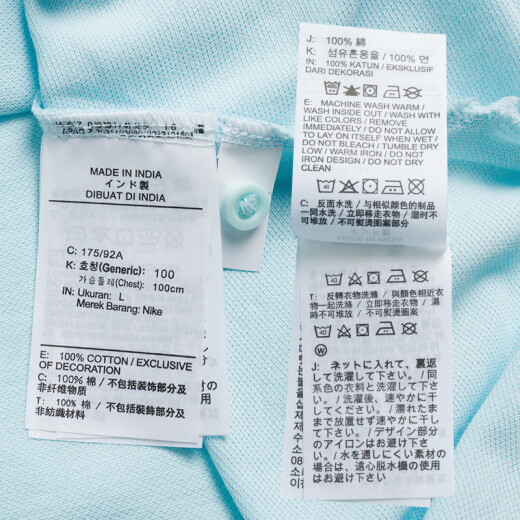 MADE IN INDIA
インド製
DIBUAT DI INDIA
C: 175/92A
K: 호칭(Generic): 100
가슴둘레(Chest): 100cm
IN: Ukuran: L
Merek Barang: Nike
E: 100% COTTON / EXCLUSIVE
OF DECORATION
C: 100% 棉 / 不包括装饰部分及
非纤维物质
T: 100% 棉 / 不包括裝飾部分及
非紡織材料
J: 100% 綿
K: 섬유혼용율 / 100% 면
IN: 100% KATUN / EKSKLUSIF
DARI DEKORASI
E: MACHINE WASH WARM /
WASH INSIDE OUT / WASH WITH
LIKE COLORS / REMOVE
IMMEDIATELY / DO NOT ALLOW
TO LAY ON ITSELF WHEN WET /
DO NOT BLEACH / TUMBLE DRY
LOW / WARM IRON / DO NOT
IRON DESIGN / DO NOT DRY
CLEAN
C: 反面水洗 / 与相似颜色的制品
一同水洗 / 立即移走衣物 / 湿时不
可堆放 / 不可熨烫图案部分
T: 反轉衣物洗滌 / 與顏色相近衣
物一起洗滌 / 立即移走衣物 / 濕
時不可堆放 / 不可熨燙圖案
J: ネットに入れて、裏返
して洗濯して下さい。/ 同
系色の衣料と洗濯して下さ
い。/ 洗濯後、速やかに干
してください。/ 濡れたま
まで放置せず速やかに干し
て下さい。/ デザイン部分
のアイロンはお避け下さ
い。/ 水を通しにくい素材の
場合は、遠心脱水機の使用
はお避け下さい